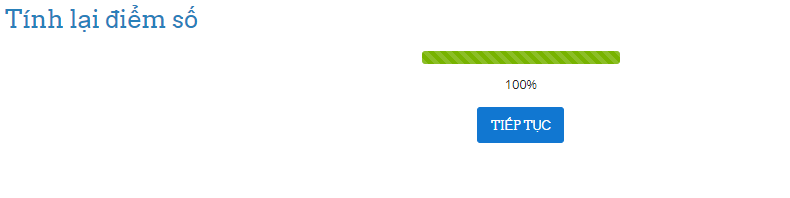 Tính lại điểm số
100%
TIẾP TỤC